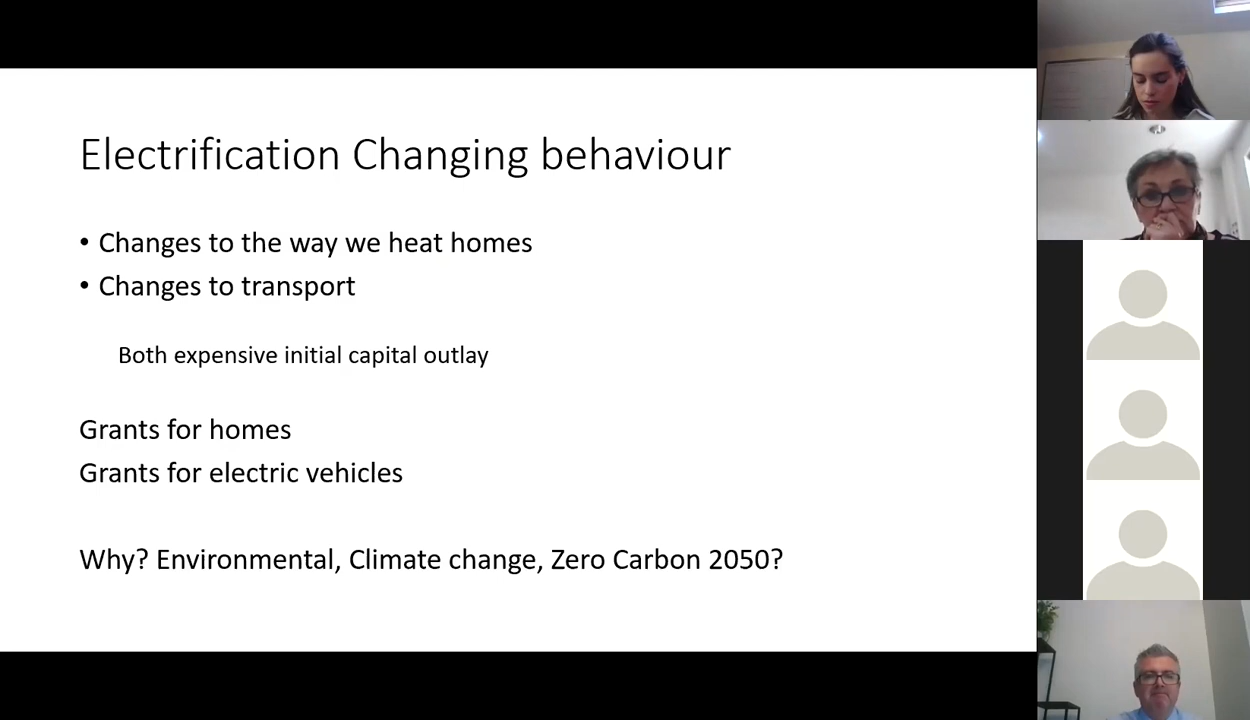 Electrification Changing behaviour
• Changes to the way we heat homes
• Changes to transport
Both expensive initial capital outlay
Grants for homes
Grants for electric vehicles
Why? Environmental, Climate change, Zero Carbon 2050?